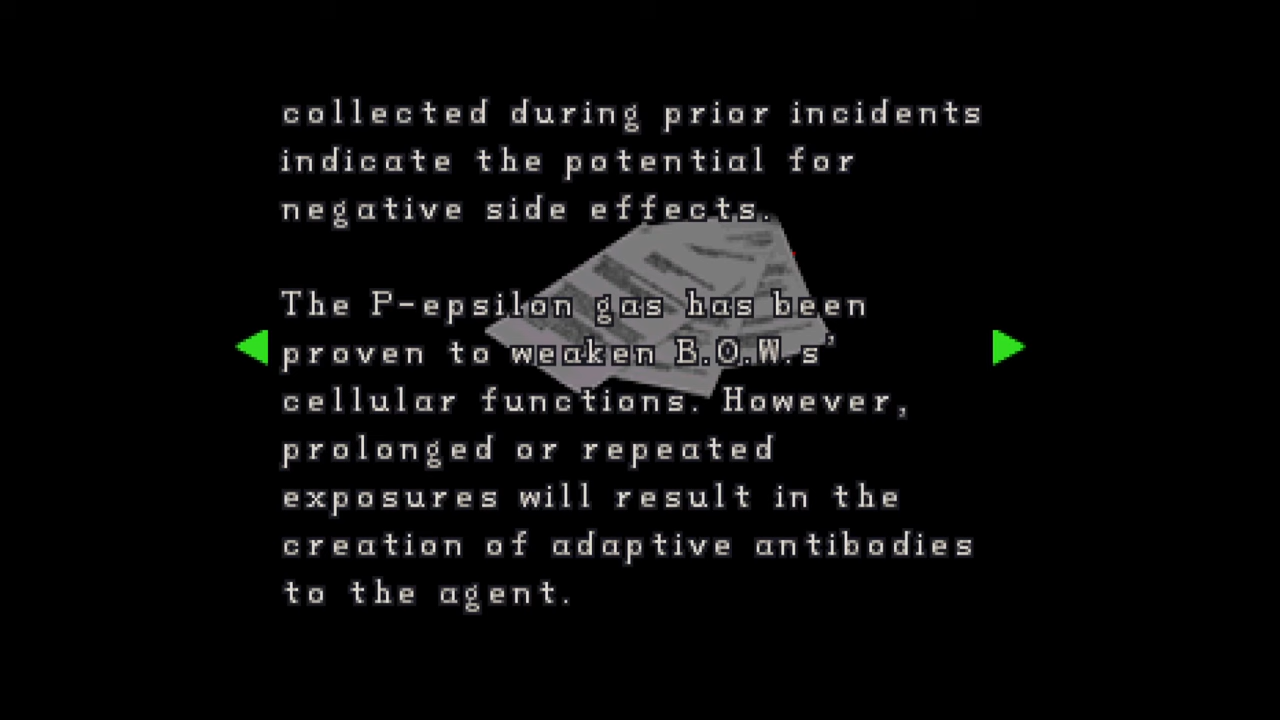 collected during prior incidents
indicate the potential for
negative side effects.
The P-epsilon gas has been
proven to weaken B.O.W.s'
cellular functions. However,
prolonged or repeated
exposures will result in the
creation of adaptive antibodies
to the agent.